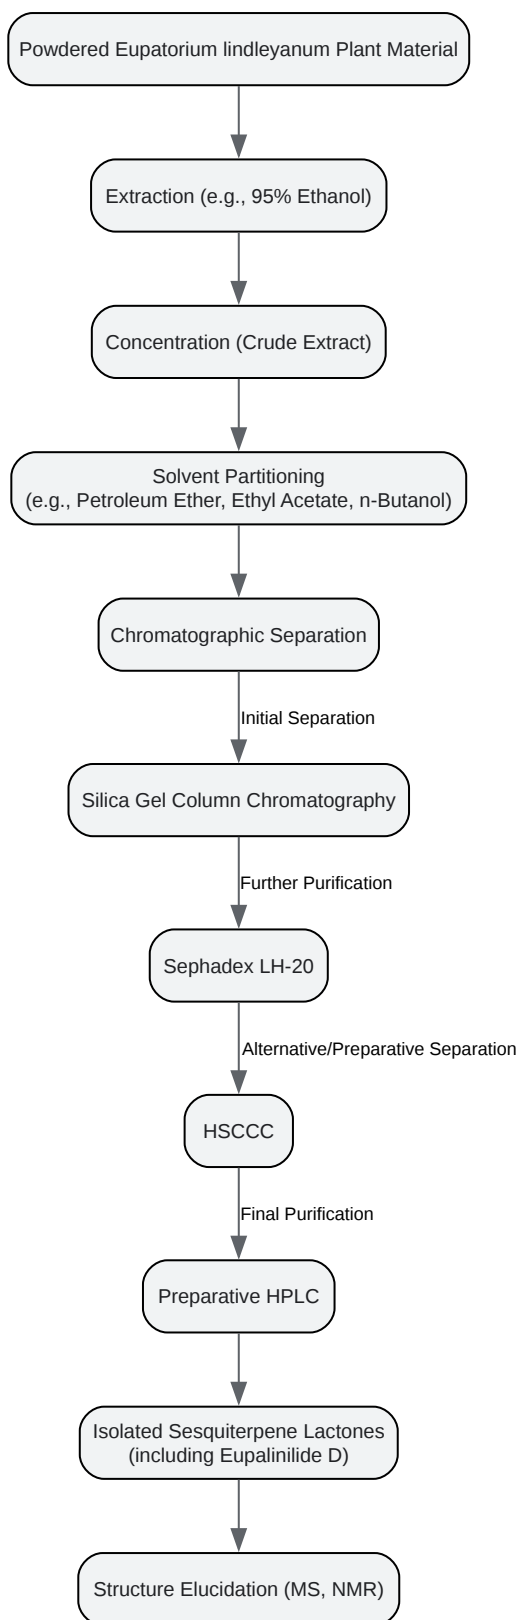 Powdered Eupatorium lindleyanum Plant Material
Extraction (e.g., 95% Ethanol)
Concentration (Crude Extract)
Solvent Partitioning
(e.g., Petroleum Ether, Ethyl Acetate, n-Butanol)
Chromatographic Separation
Initial Separation
Silica Gel Column Chromatography
Further Purification
Sephadex LH-20
Alternative/Preparative Separation
HSCCC
Final Purification
Preparative HPLC
Isolated Sesquiterpene Lactones
(including Eupalinilide D)
Structure Elucidation (MS, NMR)